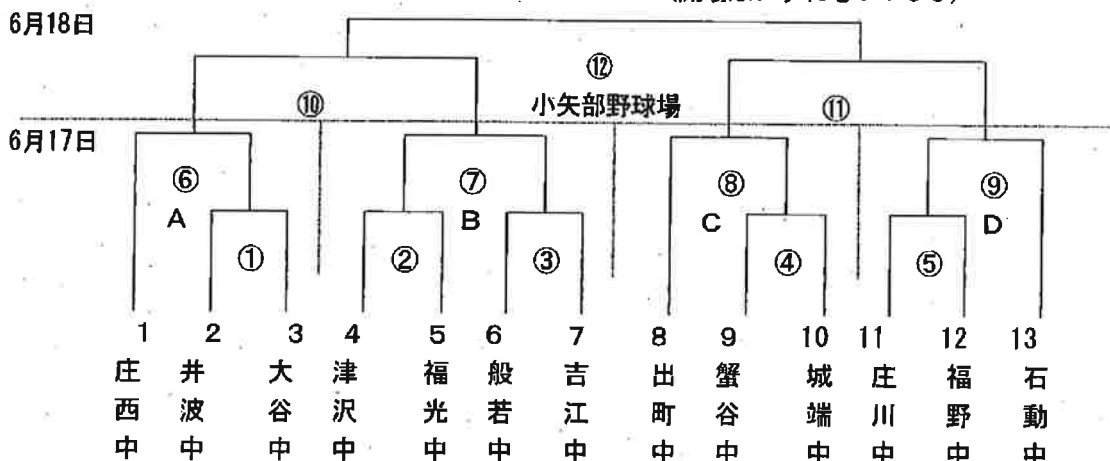 6月18日
⑫
⑩
小矢部野球場
⑪
6月17日
⑥
⑦
⑧
⑨
A
B
C
D
①
②
③
④
⑤
1 2 3 4 5 6 7 8 9 10 11 12 13
庄西中
井波中
大谷中
津沢中
福光中
般若中
吉江中
出町中
蟹谷中
城端中
庄川中
福野中
石動中